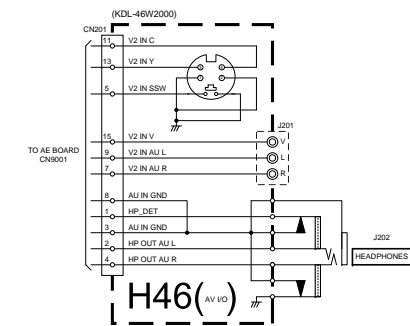 (KDL-46W2000)
CN201
11 V2 IN C
13 V2 IN Y
5 V2 IN SSW
J201
15 V2 IN V V
TO AE BOARD
CN9001
9 V2 IN AU L L
7 V2 IN AU R R
8 AU IN GND
1 HP_DET
3 AU IN GND
J202
2 HP OUT AU L
HEADPHONES
4 HP OUT AU R
H46(AV I/O)